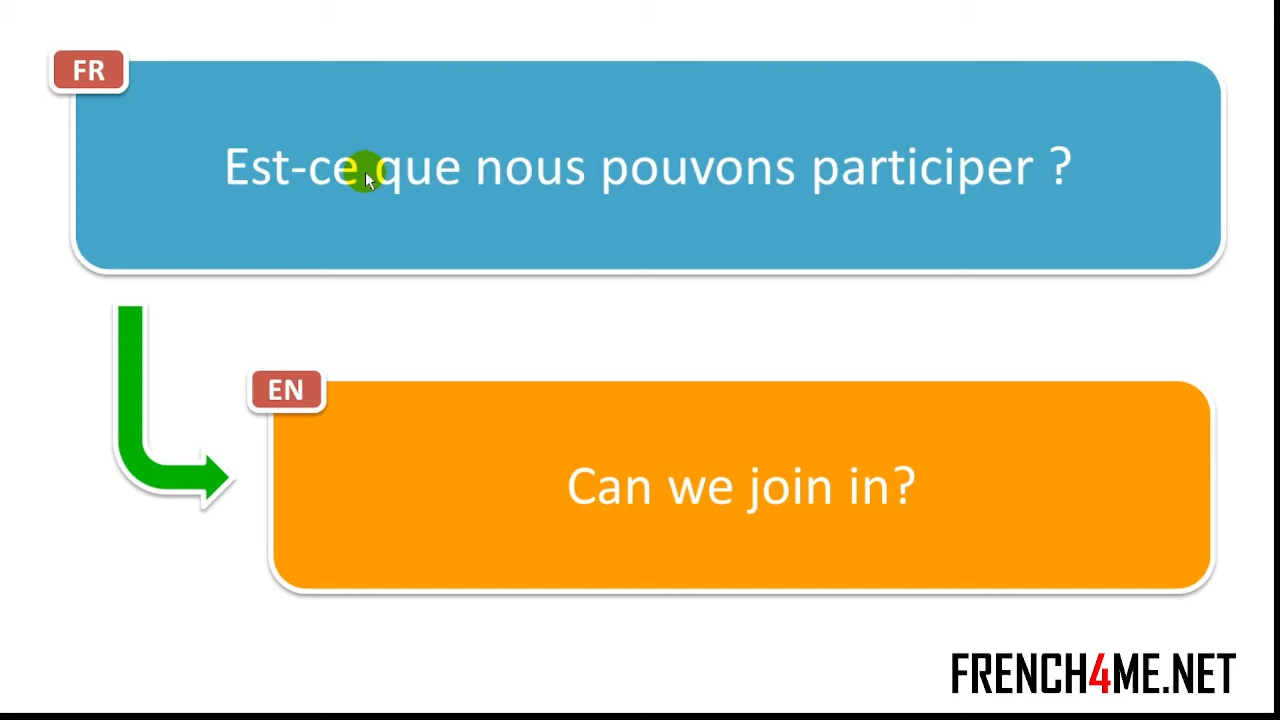 FR
Est-ce que nous pouvons participer ?
EN
Can we join in?
FRENCH4ME.NET